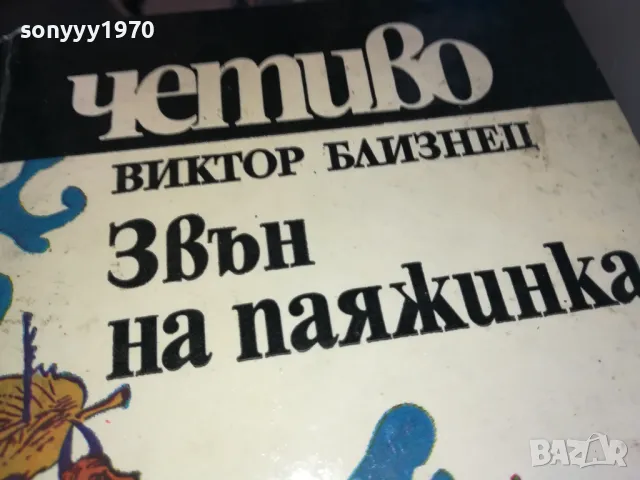 sonyyy1970
четиво
ВИКТОР БЛИЗНЕЦ
Звън
на паяжинка
BAZAR